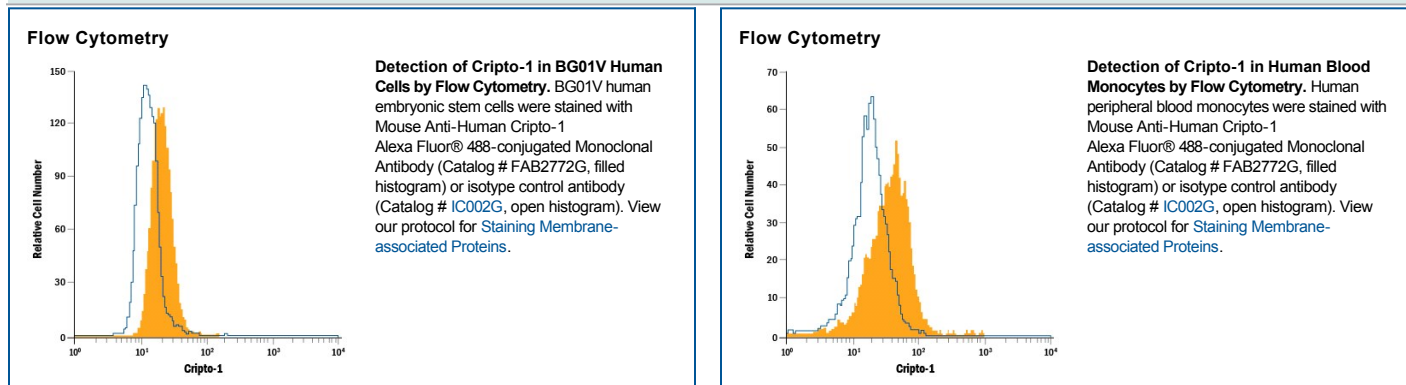 Flow Cytometry
150
120
90
60
30
0
Relative Cell Number
10⁰ 10¹ 10² 10³ 10⁴
Cripto-1
Detection of Cripto-1 in BG01V Human
Cells by Flow Cytometry. BG01V human
embryonic stem cells were stained with
Mouse Anti-Human Cripto-1
Alexa Fluor® 488-conjugated Monoclonal
Antibody (Catalog # FAB2772G, filled
histogram) or isotype control antibody
(Catalog # IC002G, open histogram). View
our protocol for Staining Membrane-
associated Proteins.
Flow Cytometry
70
60
50
40
30
20
10
0
Relative Cell Number
10⁰ 10¹ 10² 10³ 10⁴
Cripto-1
Detection of Cripto-1 in Human Blood
Monocytes by Flow Cytometry. Human
peripheral blood monocytes were stained with
Mouse Anti-Human Cripto-1
Alexa Fluor® 488-conjugated Monoclonal
Antibody (Catalog # FAB2772G, filled
histogram) or isotype control antibody
(Catalog # IC002G, open histogram). View
our protocol for Staining Membrane-
associated Proteins.